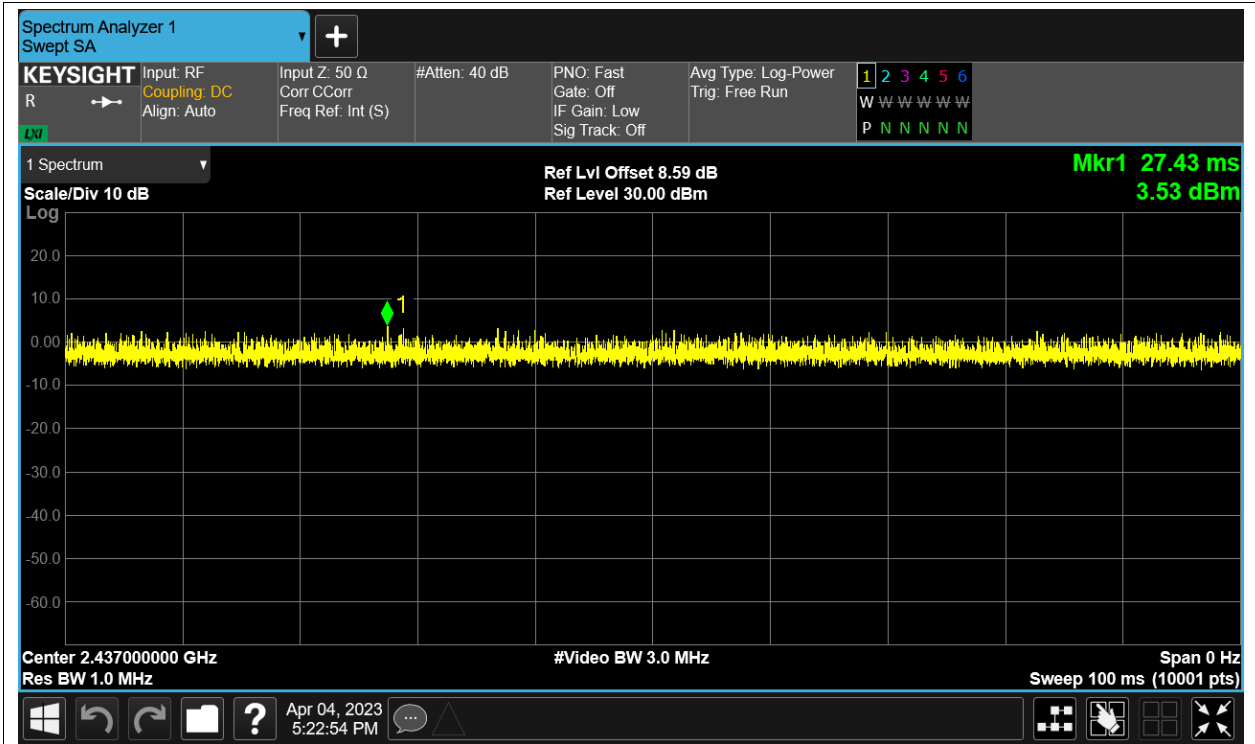 Spectrum Analyzer 1
Swept SA
KEYSIGHT
R
LXI
Input: RF
Coupling: DC
Align: Auto
Input Z: 50 Ω
Corr CCorr
Freq Ref: Int (S)
#Atten: 40 dB
PNO: Fast
Gate: Off
IF Gain: Low
Sig Track: Off
Avg Type: Log-Power
Trig: Free Run
1 2 3 4 5 6
W W W W W W
P N N N N N
1 Spectrum
Scale/Div 10 dB
Log
Ref Lvl Offset 8.59 dB
Ref Level 30.00 dBm
Mkr1 27.43 ms
3.53 dBm
20.0
10.0
1
0.00
-10.0
-20.0
-30.0
-40.0
-50.0
-60.0
Center 2.437000000 GHz
#Video BW 3.0 MHz
Span 0 Hz
Res BW 1.0 MHz
Sweep 100 ms (10001 pts)
?
Apr 04, 2023
5:22:54 PM